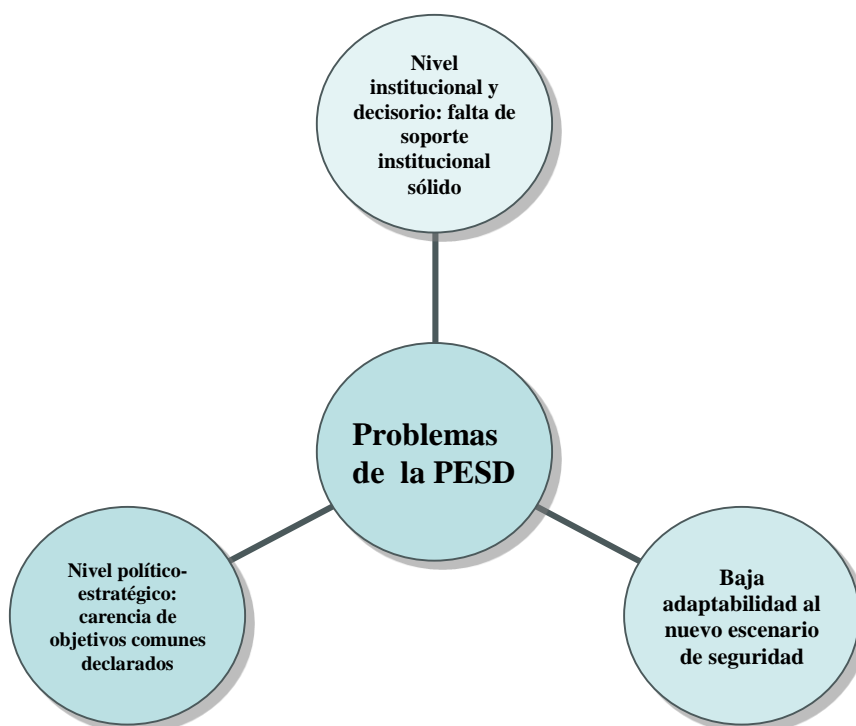 Nivel
institucional y
decisorio: falta de
soporte
institucional
sólido
Problemas
de la PESD
Nivel político-
estratégico:
carencia de
objetivos comunes
declarados
Baja
adaptabilidad al
nuevo escenario
de seguridad